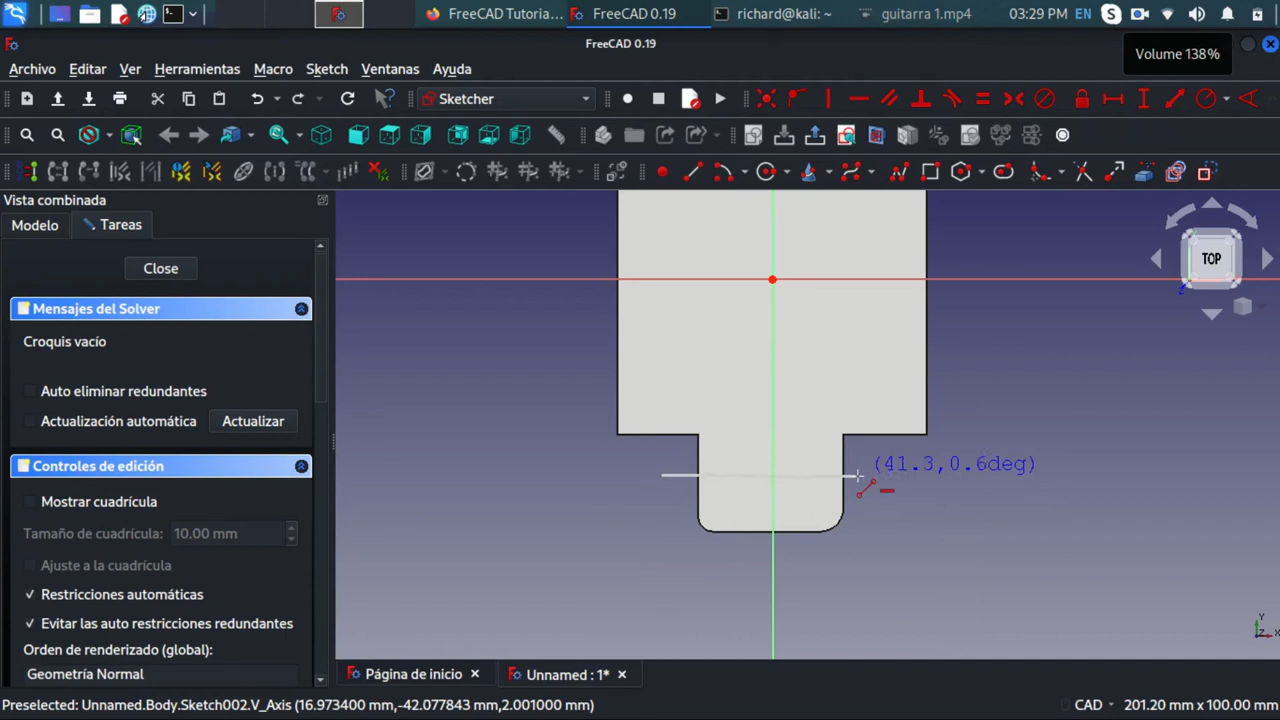 FreeCAD Tutoria...
FreeCAD 0.19
richard@kali: ~
guitarra 1.mp4
03:29 PM EN
FreeCAD 0.19
Volume 138%
Archivo Editar Ver Herramientas Macro Sketch Ventanas Ayuda
Sketcher
Vista combinada
Modelo Tareas
Close
Mensajes del Solver
Croquis vacío
Auto eliminar redundantes
Actualización automática Actualizar
Controles de edición
Mostrar cuadrícula
Tamaño de cuadrícula: 10.00 mm
Ajuste a la cuadrícula
Restricciones automáticas
Evitar las auto restricciones redundantes
Orden de renderizado (global):
Geometría Normal
TOP
Z
(41.3,0.6deg)
Y
Z X
Página de inicio
Unnamed : 1*
Preselected: Unnamed.Body.Sketch002.V_Axis (16.973400 mm,-42.077843 mm,2.001000 mm)
CAD 201.20 mm x 100.00 mm